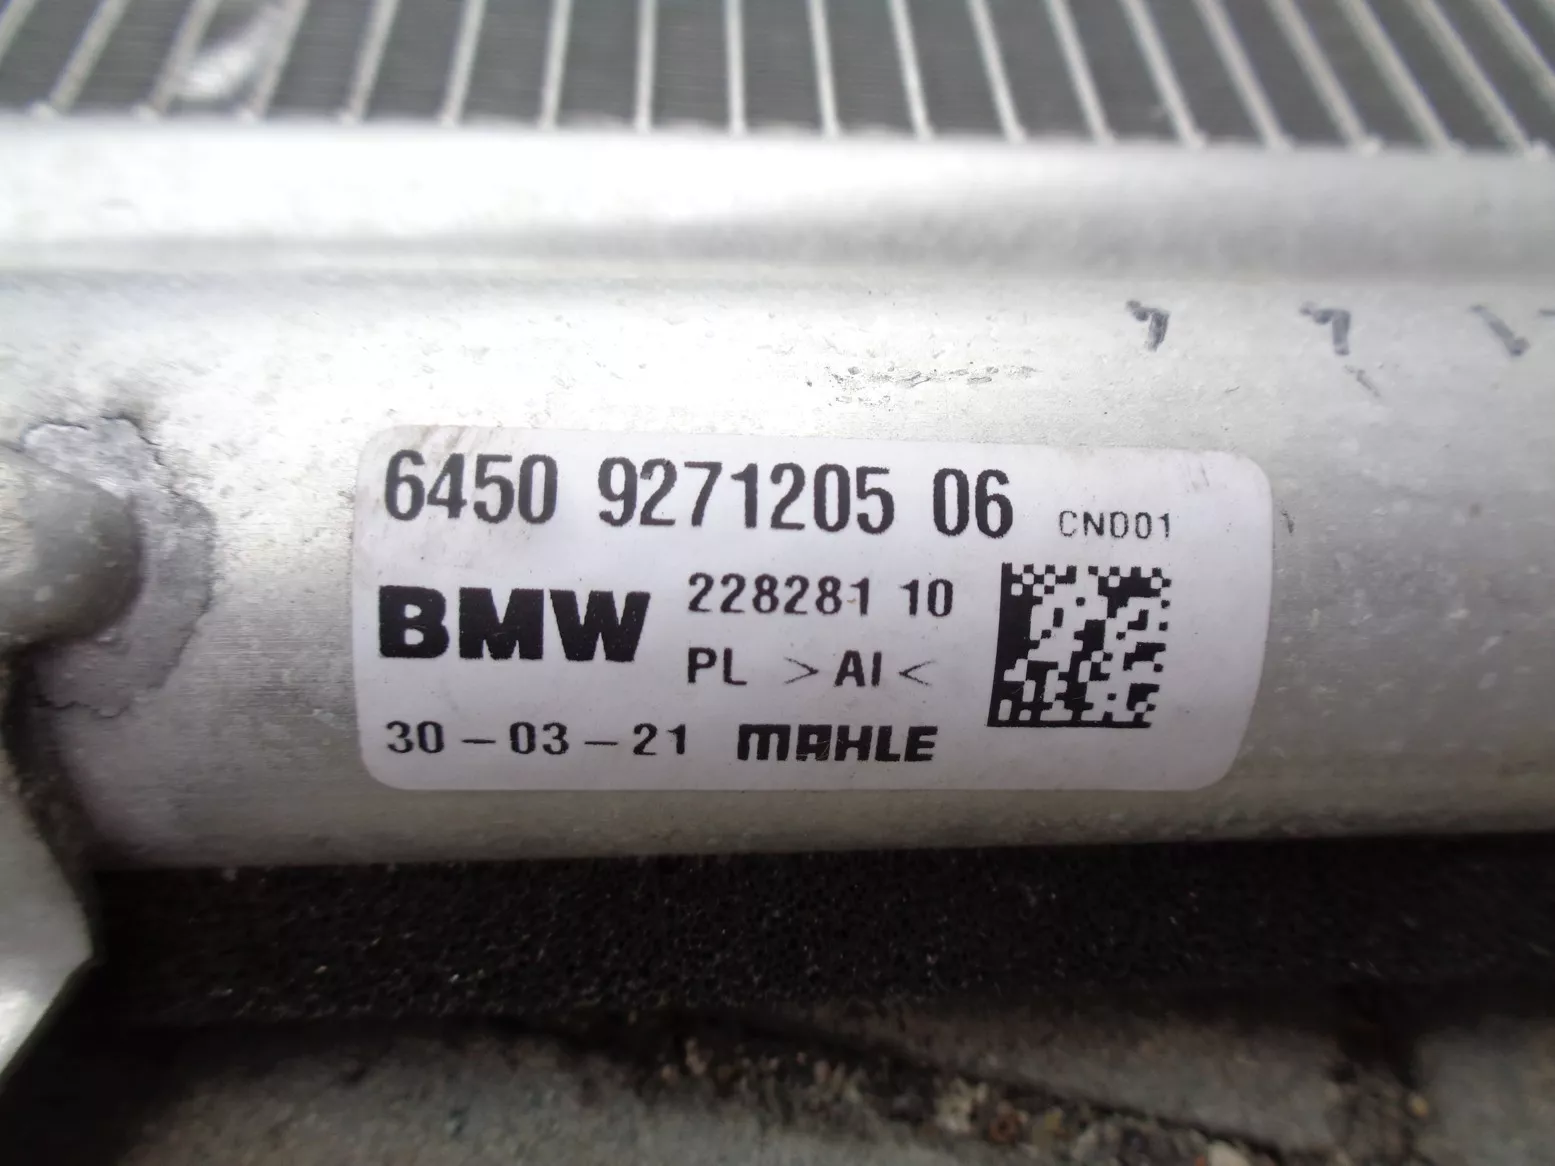 6450 9271205 06 CND01
BMW 228281 10
PL >Al<
30-03-21 MAHLE